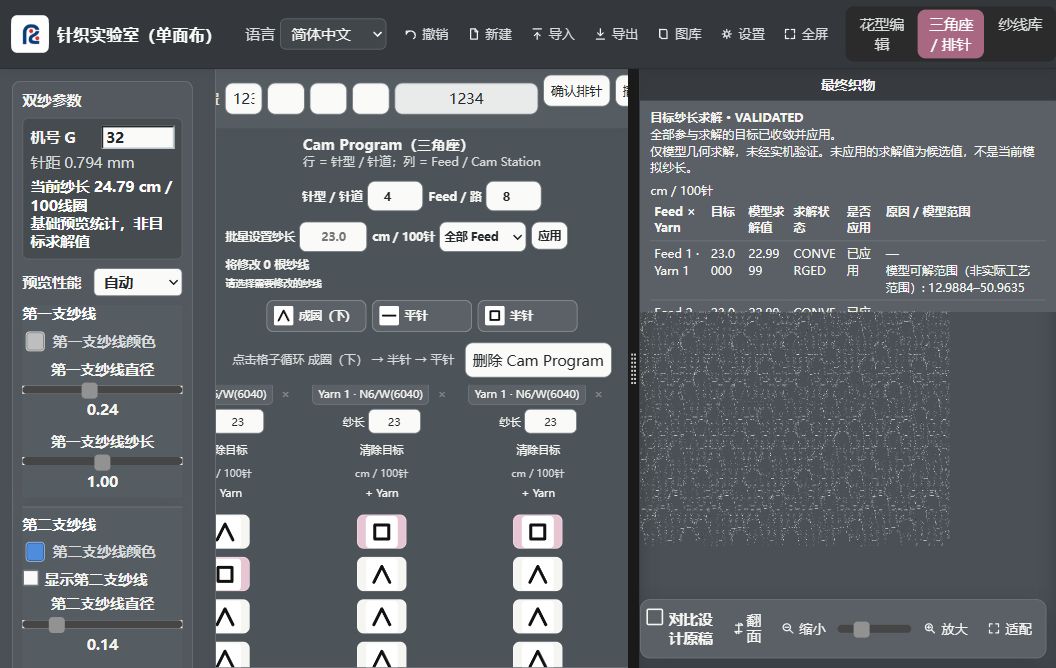 针织实验室（单面布）
语言
简体中文
撤销
新建
导入
导出
图库
设置
全屏
花型编
辑
三角座
/ 排针
纱线库
双纱参数
机号 G
32
针距 0.794 mm
当前纱长 24.79 cm /
100线圈
基础预览统计，非目
标求解值
预览性能
自动
第一支纱线
第一支纱线颜色
第一支纱线直径
0.24
第一支纱线纱长
1.00
第二支纱线
第二支纱线颜色
显示第二支纱线
第二支纱线直径
0.14
1234
确认排针
Cam Program（三角座）
行 = 针型 / 针道；列 = Feed / Cam Station
针型 / 针道
4
Feed / 路
8
批量设置纱长
23.0
cm / 100针
全部 Feed
应用
将修改 0 根纱线
请选择需要修改的纱线
成圈（下）
平针
半针
点击格子循环 成圈（下） → 半针 → 平针
删除 Cam Program
/W(6040) ×
Yarn 1 · N6/W(6040) ×
Yarn 1 · N6/W(6040) ×
23
纱长 23
纱长 23
除目标
清除目标
清除目标
/ 100针
cm / 100针
cm / 100针
Yarn
+ Yarn
+ Yarn
最终织物
目标纱长求解 • VALIDATED
全部参与求解的目标已收敛并应用。
仅模型几何求解，未经实机验证。未应用的求解值为候选值，不是当前模
拟纱长。
cm / 100针
Feed ×
Yarn
目标
模型求
解值
求解状
态
是否
应用
原因 / 模型范围
Feed 1 ·
Yarn 1
23.0
000
22.99
99
CONVE
RGED
已应
用
—
模型可解范围（非实际工艺
范围）: 12.9884–50.9635
对比设
计原稿
翻
面
缩小
放大
适配